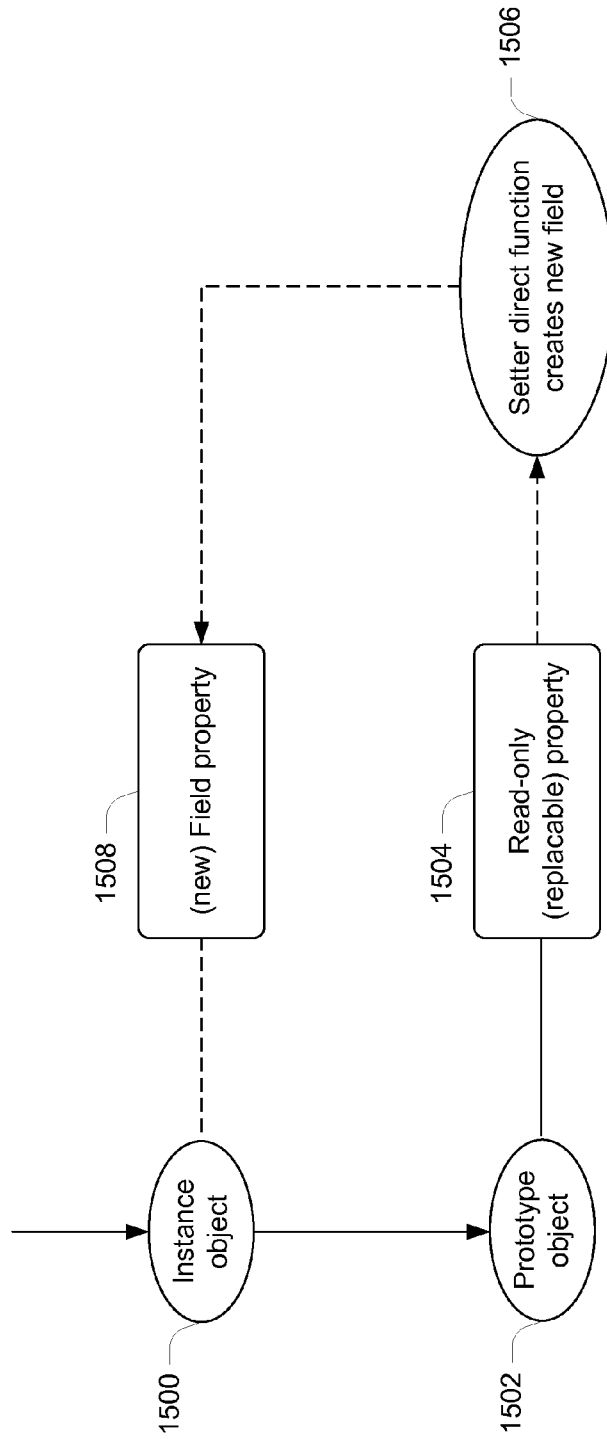 1500
Instance
object
1508
(new) Field property
1502
Prototype
object
1504
Read-only
(replacable) property
Setter direct function
creates new field
1506